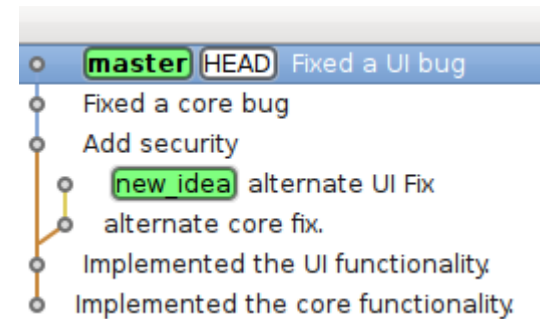 master HEAD Fixed a UI bug
Fixed a core bug
Add security
new_idea alternate UI Fix
alternate core fix.
Implemented the UI functionality.
Implemented the core functionality.